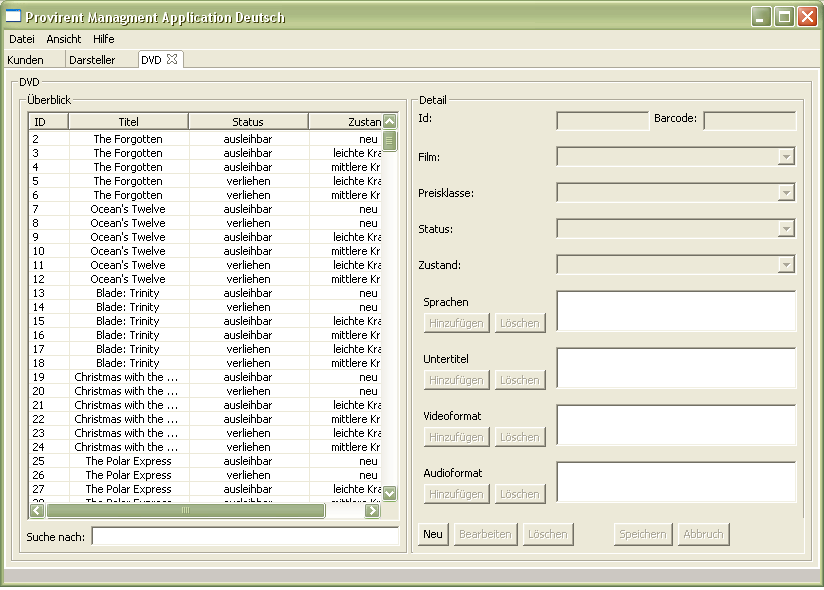 Provirent Managment Application Deutsch
Datei Ansicht Hilfe
Kunden Darsteller DVD
DVD
Überblick
ID Titel Status Zustan
2 The Forgotten ausleihbar neu
3 The Forgotten ausleihbar leichte Kra
4 The Forgotten ausleihbar mittlere Kr
5 The Forgotten verliehen leichte Kra
6 The Forgotten verliehen mittlere Kr
7 Ocean's Twelve ausleihbar neu
8 Ocean's Twelve verliehen neu
9 Ocean's Twelve ausleihbar leichte Kra
10 Ocean's Twelve ausleihbar mittlere Kr
11 Ocean's Twelve verliehen leichte Kra
12 Ocean's Twelve verliehen mittlere Kr
13 Blade: Trinity ausleihbar neu
14 Blade: Trinity verliehen neu
15 Blade: Trinity ausleihbar leichte Kra
16 Blade: Trinity ausleihbar mittlere Kr
17 Blade: Trinity verliehen leichte Kra
18 Blade: Trinity verliehen mittlere Kr
19 Christmas with the ... ausleihbar neu
20 Christmas with the ... verliehen neu
21 Christmas with the ... ausleihbar leichte Kra
22 Christmas with the ... ausleihbar mittlere Kr
23 Christmas with the ... verliehen leichte Kra
24 Christmas with the ... verliehen mittlere Kr
25 The Polar Express ausleihbar neu
26 The Polar Express verliehen neu
27 The Polar Express ausleihbar leichte Kra
28 The Polar Express ausleihbar mittlere Kr
Suche nach:
Detail
Id: Barcode:
Film:
Preisklasse:
Status:
Zustand:
Sprachen
Hinzufügen Löschen
Untertitel
Hinzufügen Löschen
Videoformat
Hinzufügen Löschen
Audioformat
Hinzufügen Löschen
Neu Bearbeiten Löschen Speichern Abbruch